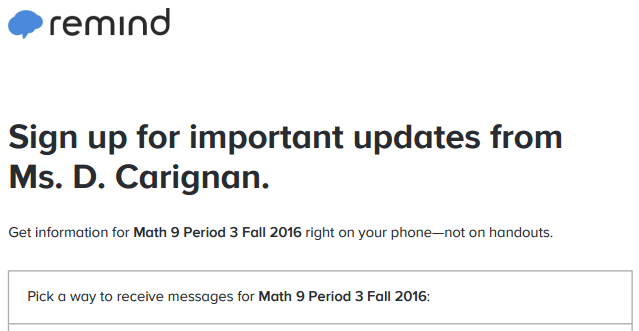 remind
Sign up for important updates from
Ms. D. Carignan.
Get information for Math 9 Period 3 Fall 2016 right on your phone—not on handouts.
Pick a way to receive messages for Math 9 Period 3 Fall 2016: